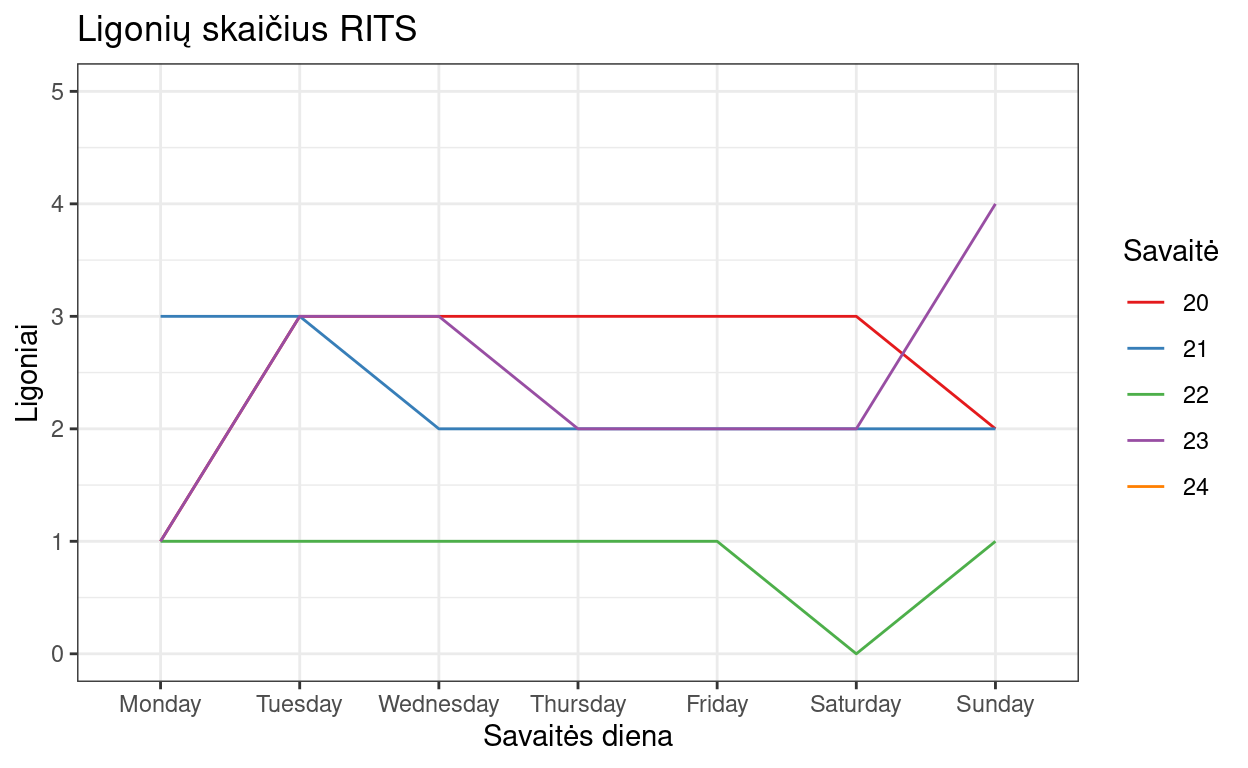 Ligonių skaičius RITS
5
4
3
2
1
0
Ligoniai
Monday Tuesday Wednesday Thursday Friday Saturday Sunday
Savaitės diena
Savaitė
20
21
22
23
24